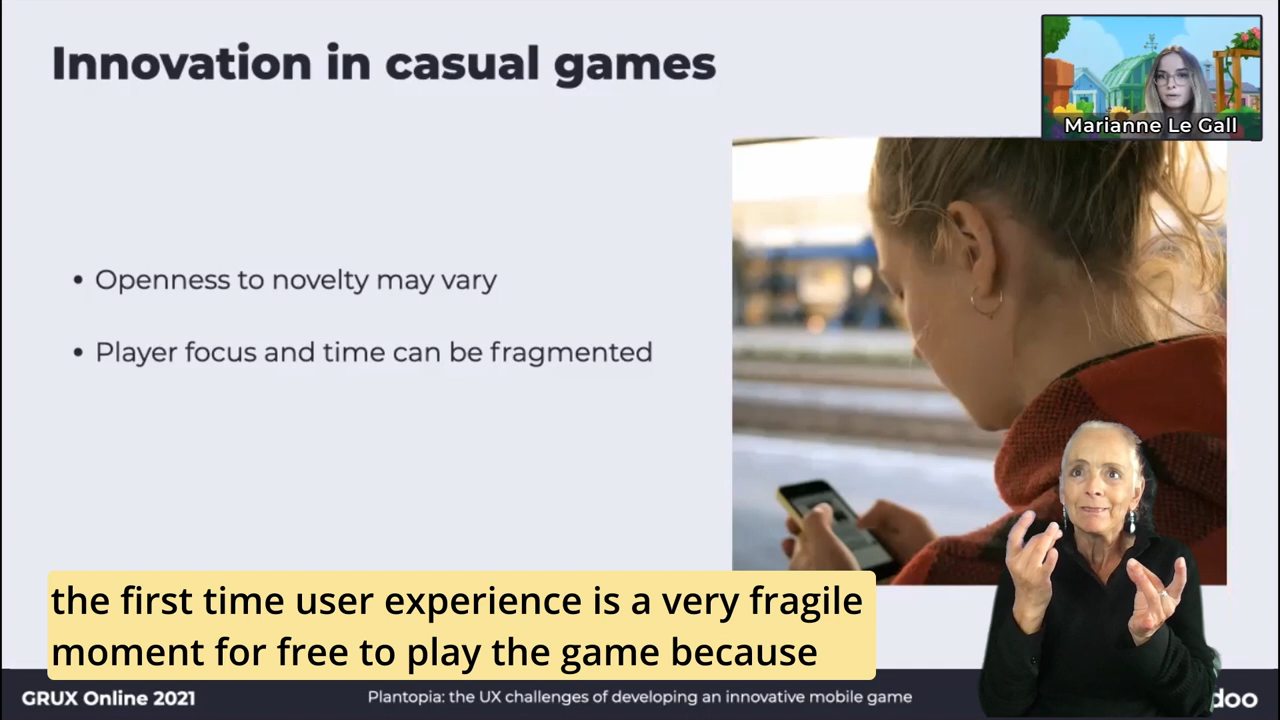 Innovation in casual games
Marianne Le Gall
• Openness to novelty may vary
• Player focus and time can be fragmented
the first time user experience is a very fragile
moment for free to play the game because
GRUX Online 2021
Plantopia: the UX challenges of developing an innovative mobile game